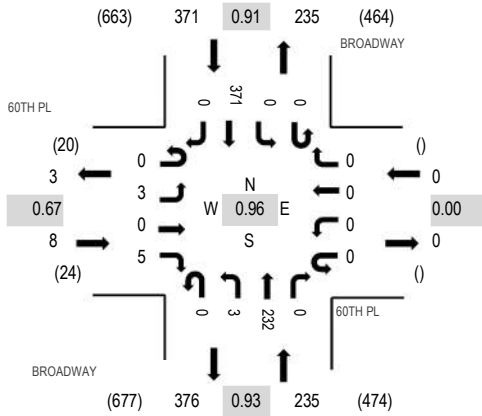 (663) 371 0.91 235 (464)
BROADWAY
0 371 0 0
60TH PL
(20) 0 0 ()
3 3 N 0 0
0.67 W 0.96 E 0.00
8 0 S 0 0
(24) 5 0 ()
0 3 232 0
60TH PL
BROADWAY
(677) 376 0.93 235 (474)